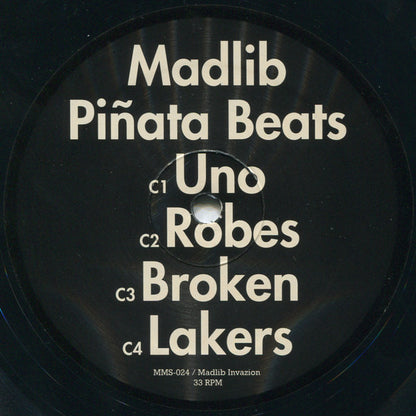 Madlib
Piñata Beats
C1 Uno
C2 Robes
C3 Broken
C4 Lakers
MMS-024 / Madlib Invazion
33 RPM